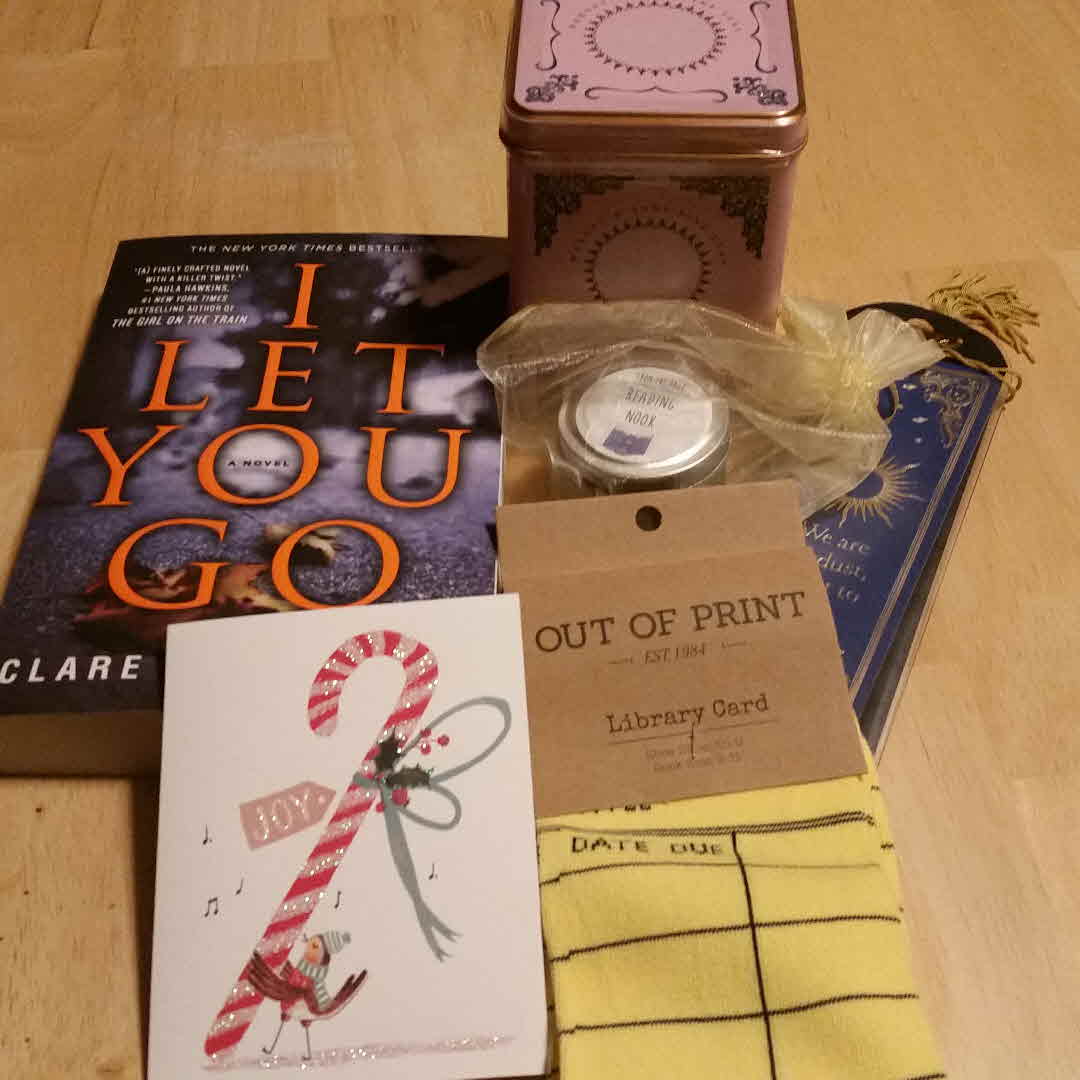 THE NEW YORK TIMES BESTSELL
"(A) FINELY CRAFTED NOVEL
WITH A KILLER TWIST."
—PAULA HAWKINS,
#1 NEW YORK TIMES
BESTSELLING AUTHOR OF
THE GIRL ON THE TRAIN
I
LET
YOU
A NOVEL
GO
CLARE
READING
NOOK
We are
dust,
to
OUT OF PRINT
— EST. 1984 —
Library Card
JOY
DATE DUE